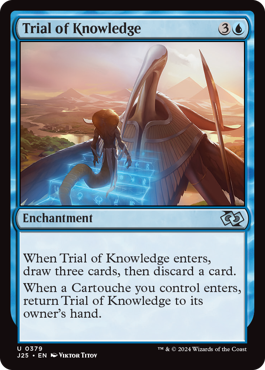 Trial of Knowledge 3
Enchantment
When Trial of Knowledge enters,
draw three cards, then discard a card.
When a Cartouche you control enters,
return Trial of Knowledge to its
owner's hand.
U 0379
J25 • EN Viktor Titov
™ & © 2024 Wizards of the Coast